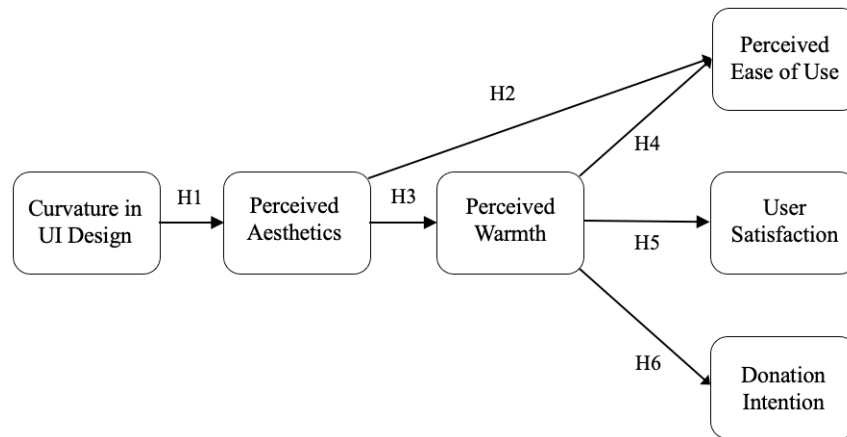 Perceived
Ease of Use
H2
H4
Curvature in
UI Design
H1
Perceived
Aesthetics
H3
Perceived
Warmth
H5
User
Satisfaction
H6
Donation
Intention